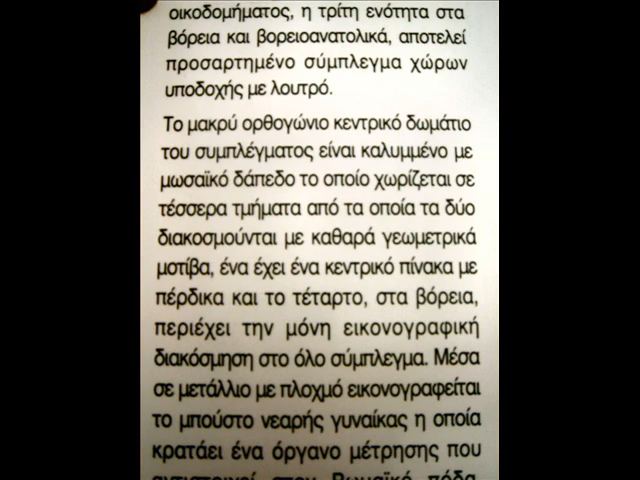 οικοδομήματος, η τρίτη ενότητα στα
βόρεια και βορειοανατολικά, αποτελεί
προσαρτημένο σύμπλεγμα χώρων
υποδοχής με λουτρό.
Το μακρύ ορθογώνιο κεντρικό δωμάτιο
του συμπλέγματος είναι καλυμμένο με
μωσαϊκό δάπεδο το οποίο χωρίζεται σε
τέσσερα τμήματα από τα οποία τα δύο
διακοσμούνται με καθαρά γεωμετρικά
μοτίβα, ένα έχει ένα κεντρικό πίνακα με
πέρδικα και το τέταρτο, στα βόρεια,
περιέχει την μόνη εικονογραφική
διακόσμηση στο όλο σύμπλεγμα. Μέσα
σε μετάλλιο με πλοχμό εικονογραφείται
το μπούστο νεαρής γυναίκας η οποία
κρατάει ένα όργανο μέτρησης που
αντιστοιχεί στον Ρωμαϊκό πόδα.